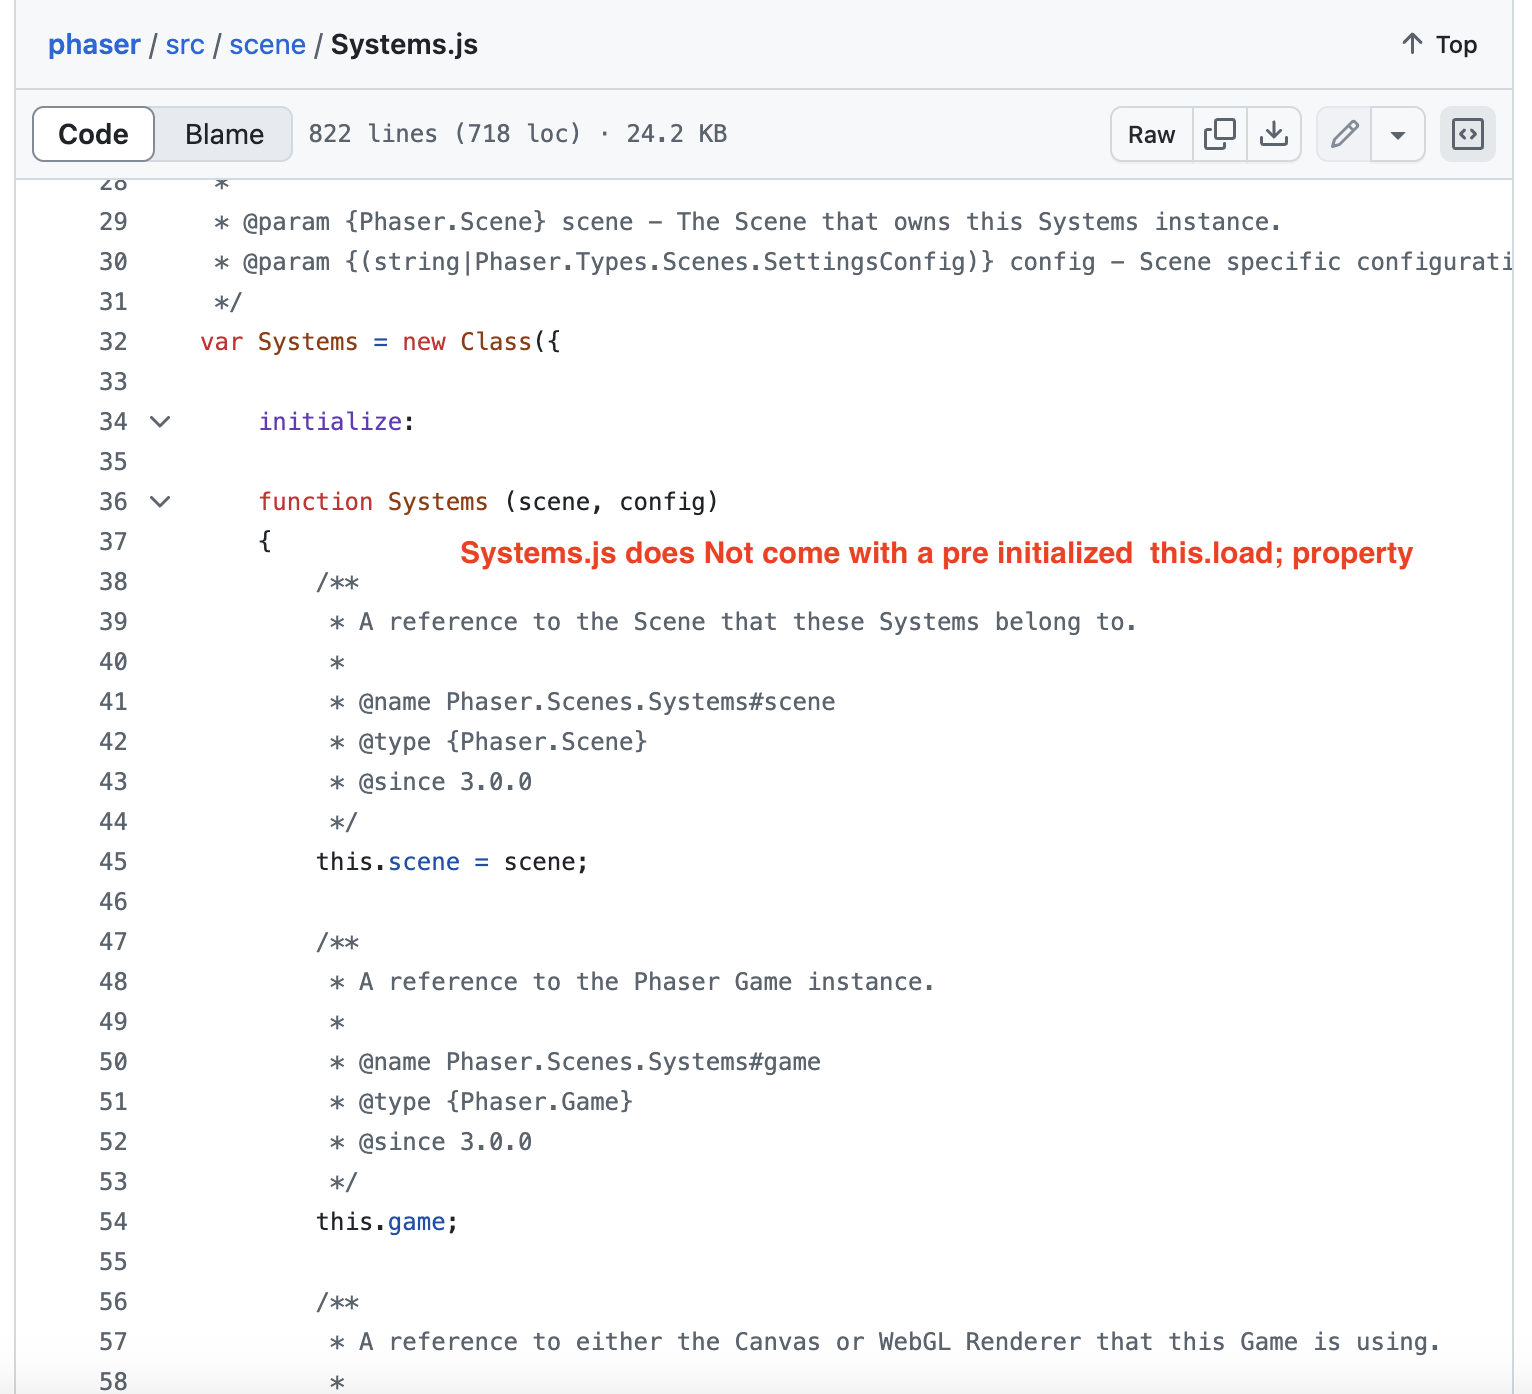 phaser / src / scene / Systems.js
Top
Code Blame 822 lines (718 loc) · 24.2 KB Raw
28 *
29 * @param {Phaser.Scene} scene - The Scene that owns this Systems instance.
30 * @param {(string|Phaser.Types.Scenes.SettingsConfig)} config - Scene specific configurati
31 */
32 var Systems = new Class({
33
34 initialize:
35
36 function Systems (scene, config)
37 {
Systems.js does Not come with a pre initialized this.load; property
38 /**
39 * A reference to the Scene that these Systems belong to.
40 *
41 * @name Phaser.Scenes.Systems#scene
42 * @type {Phaser.Scene}
43 * @since 3.0.0
44 */
45 this.scene = scene;
46
47 /**
48 * A reference to the Phaser Game instance.
49 *
50 * @name Phaser.Scenes.Systems#game
51 * @type {Phaser.Game}
52 * @since 3.0.0
53 */
54 this.game;
55
56 /**
57 * A reference to either the Canvas or WebGL Renderer that this Game is using.
58 *